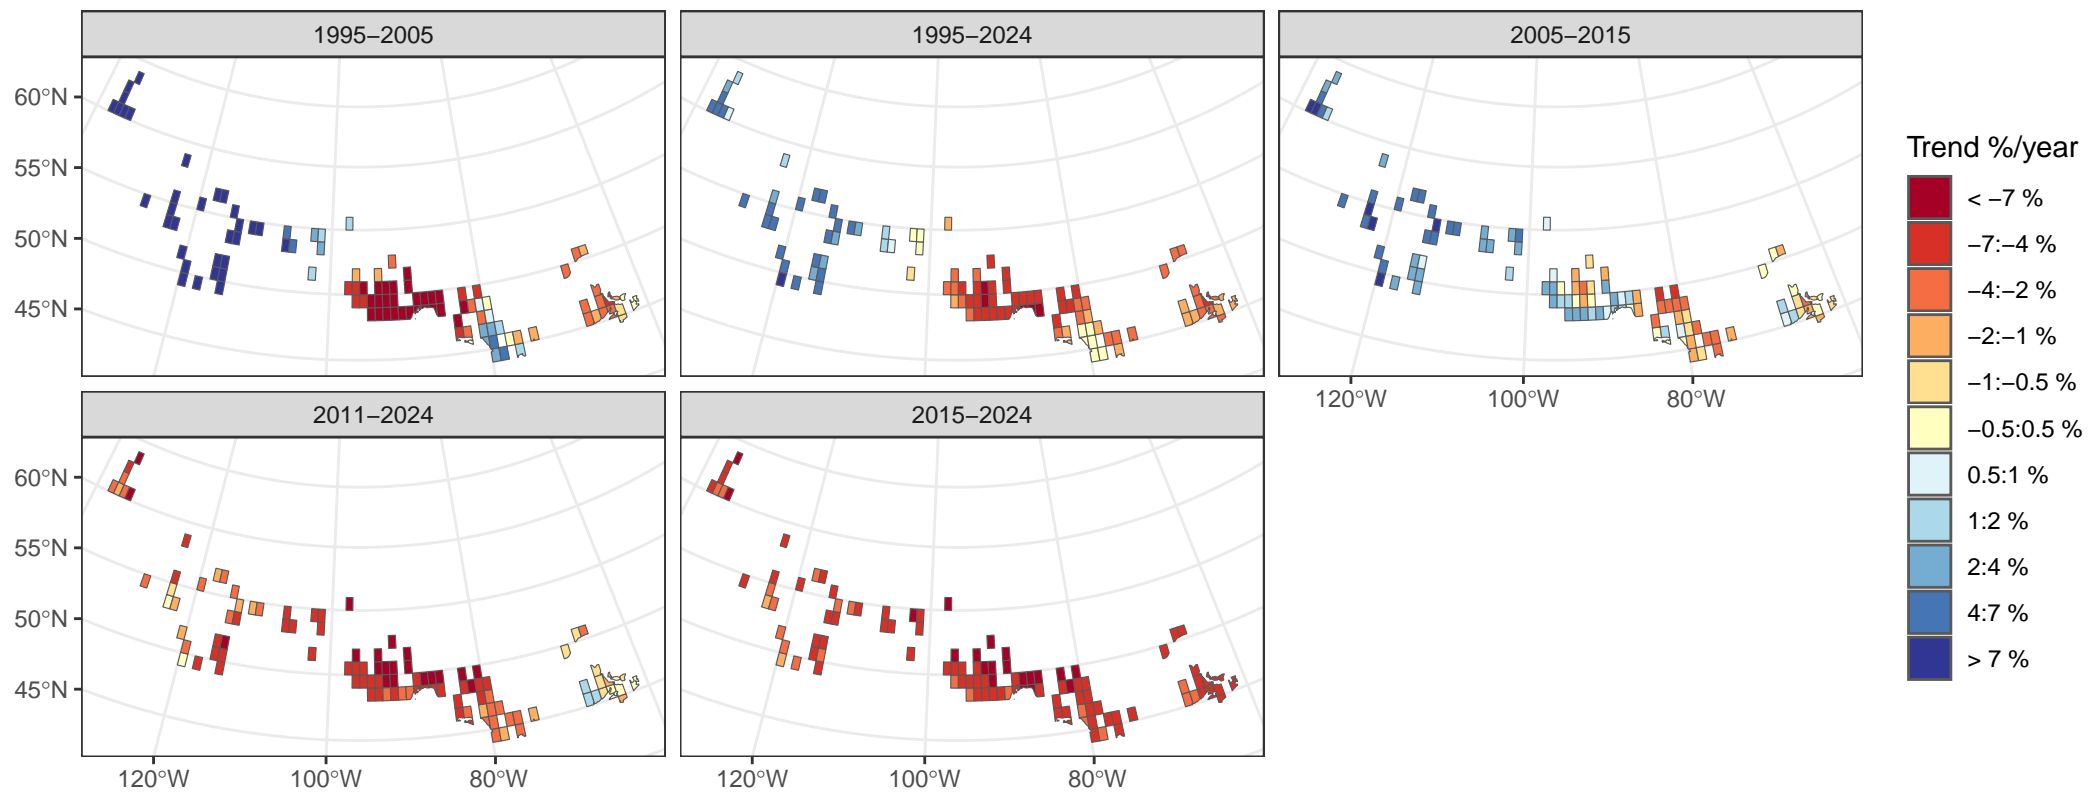 1995−2005
1995−2024
2005−2015
60°N
55°N
50°N
45°N
120°W
100°W
80°W
2011−2024
2015−2024
60°N
55°N
50°N
45°N
120°W
100°W
80°W
120°W
100°W
80°W
Trend %/year
< −7 %
−7:−4 %
−4:−2 %
−2:−1 %
−1:−0.5 %
−0.5:0.5 %
0.5:1 %
1:2 %
2:4 %
4:7 %
> 7 %